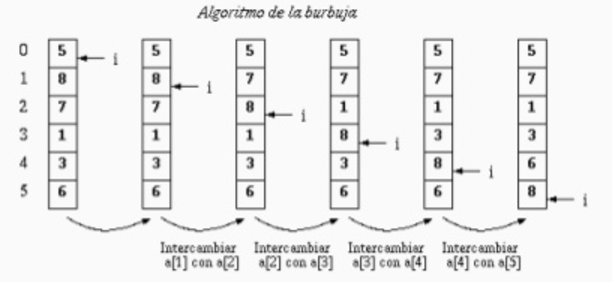 Algoritmo de la burbuja
0 5 5 5 5 5 5
i
1 8 8 7 7 7 7
i
2 7 7 8 1 1 1
i
3 1 1 1 8 3 3
i
4 3 3 3 3 8 6
i
5 6 6 6 6 6 8
i
Intercambiar Intercambiar Intercambiar Intercambiar
a[1] con a[2] a[2] con a[3] a[3] con a[4] a[4] con a[5]